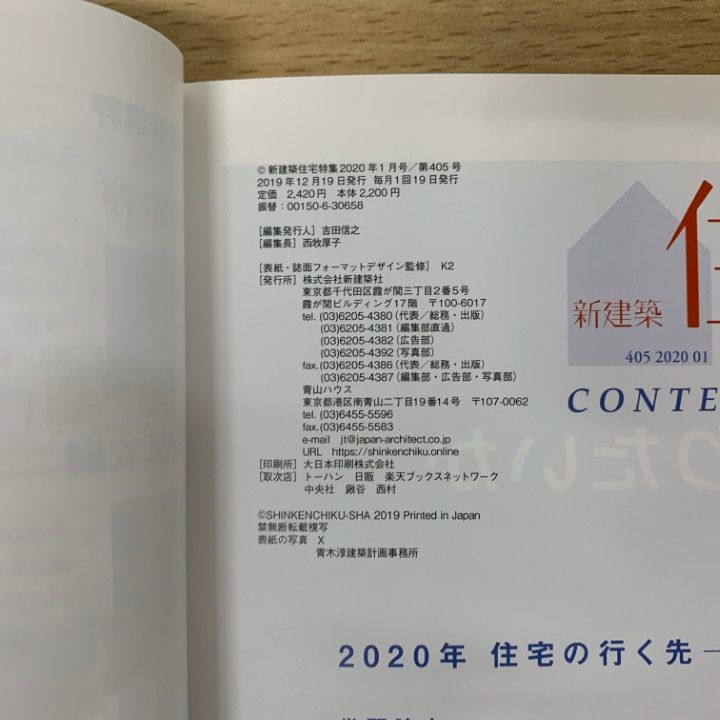 © 新建築住宅特集2020年1月号／第405号
2019年12月19日発行 毎月1回19日発行
定価 2,420円 本体2,200円
振替：00150-6-30658
［編集発行人］ 吉田信之
［編集長］ 西牧厚子
［表紙・誌面フォーマットデザイン監修］ K2
［発行所］ 株式会社新建築社
東京都千代田区霞が関三丁目2番5号
霞が関ビルディング17階 〒100-6017
tel. (03)6205-4380（代表／総務・出版）
(03)6205-4381（編集部直通）
(03)6205-4382（広告部）
(03)6205-4392（写真部）
fax.(03)6205-4386（代表／総務・出版）
(03)6205-4387（編集部・広告部・写真部）
青山ハウス
東京都港区南青山二丁目19番14号 〒107-0062
tel. (03)6455-5596
fax.(03)6455-5583
e-mail jt@japan-architect.co.jp
URL https://shinkenchiku.online
［印刷所］ 大日本印刷株式会社
［取次店］ トーハン 日販 楽天ブックスネットワーク
中央社 鍬谷 西村
©SHINKENCHIKU-SHA 2019 Printed in Japan
禁無断転載複写
表紙の写真 X
青木淳建築計画事務所
新建築 住
405 2020 01
CONTE
2020年 住宅の行く先—